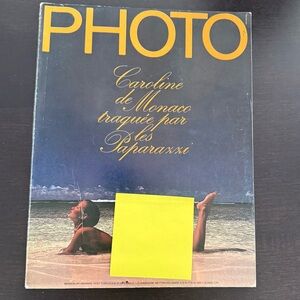 PHOTO
Caroline
de Monaco
traquée par
les
Paparazzi